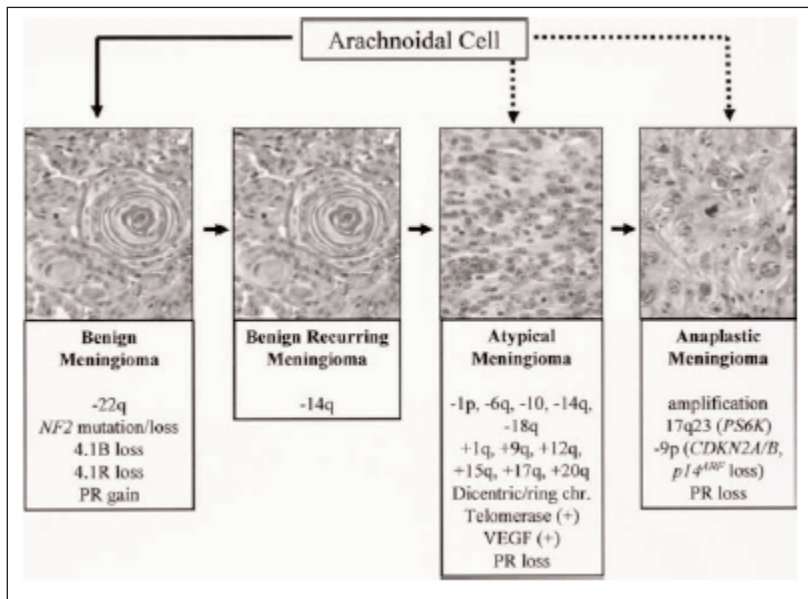 Arachnoidal Cell
Benign
Meningioma
-22q
NF2 mutation/loss
4.1B loss
4.1R loss
PR gain
Benign Recurring
Meningioma
-14q
Atypical
Meningioma
-1p, -6q, -10, -14q,
-18q
+1q, +9q, +12q,
+15q, +17q, +20q
Dicentric/ring chr.
Telomerase (+)
VEGF (+)
PR loss
Anaplastic
Meningioma
amplification
17q23 (PS6K)
-9p (CDKN2A/B,
p14ARF loss)
PR loss